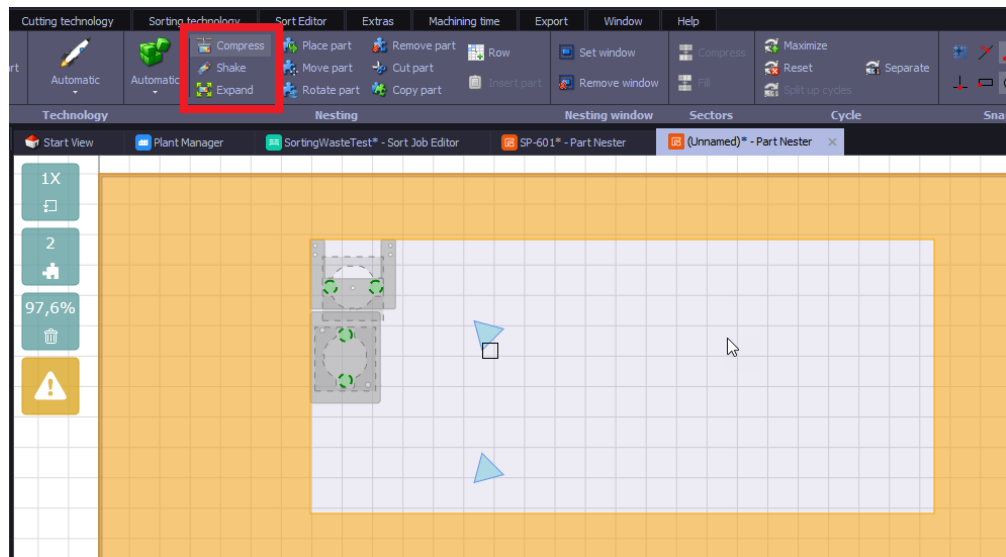 Cutting technology Sorting technology Sort Editor Extras Machining time Export Window Help
Compress Place part Remove part Row Set window Compress Maximize
rt Automatic Automatic Shake Move part Cut part Reset Separate
Expand Rotate part Copy part Insert part Remove window Fill Split up cycles
Technology Nesting Nesting window Sectors Cycle Sna
Start View Plant Manager SortingWasteTest* - Sort Job Editor SP-601* - Part Nester (Unnamed)* - Part Nester
1X
2
97,6%